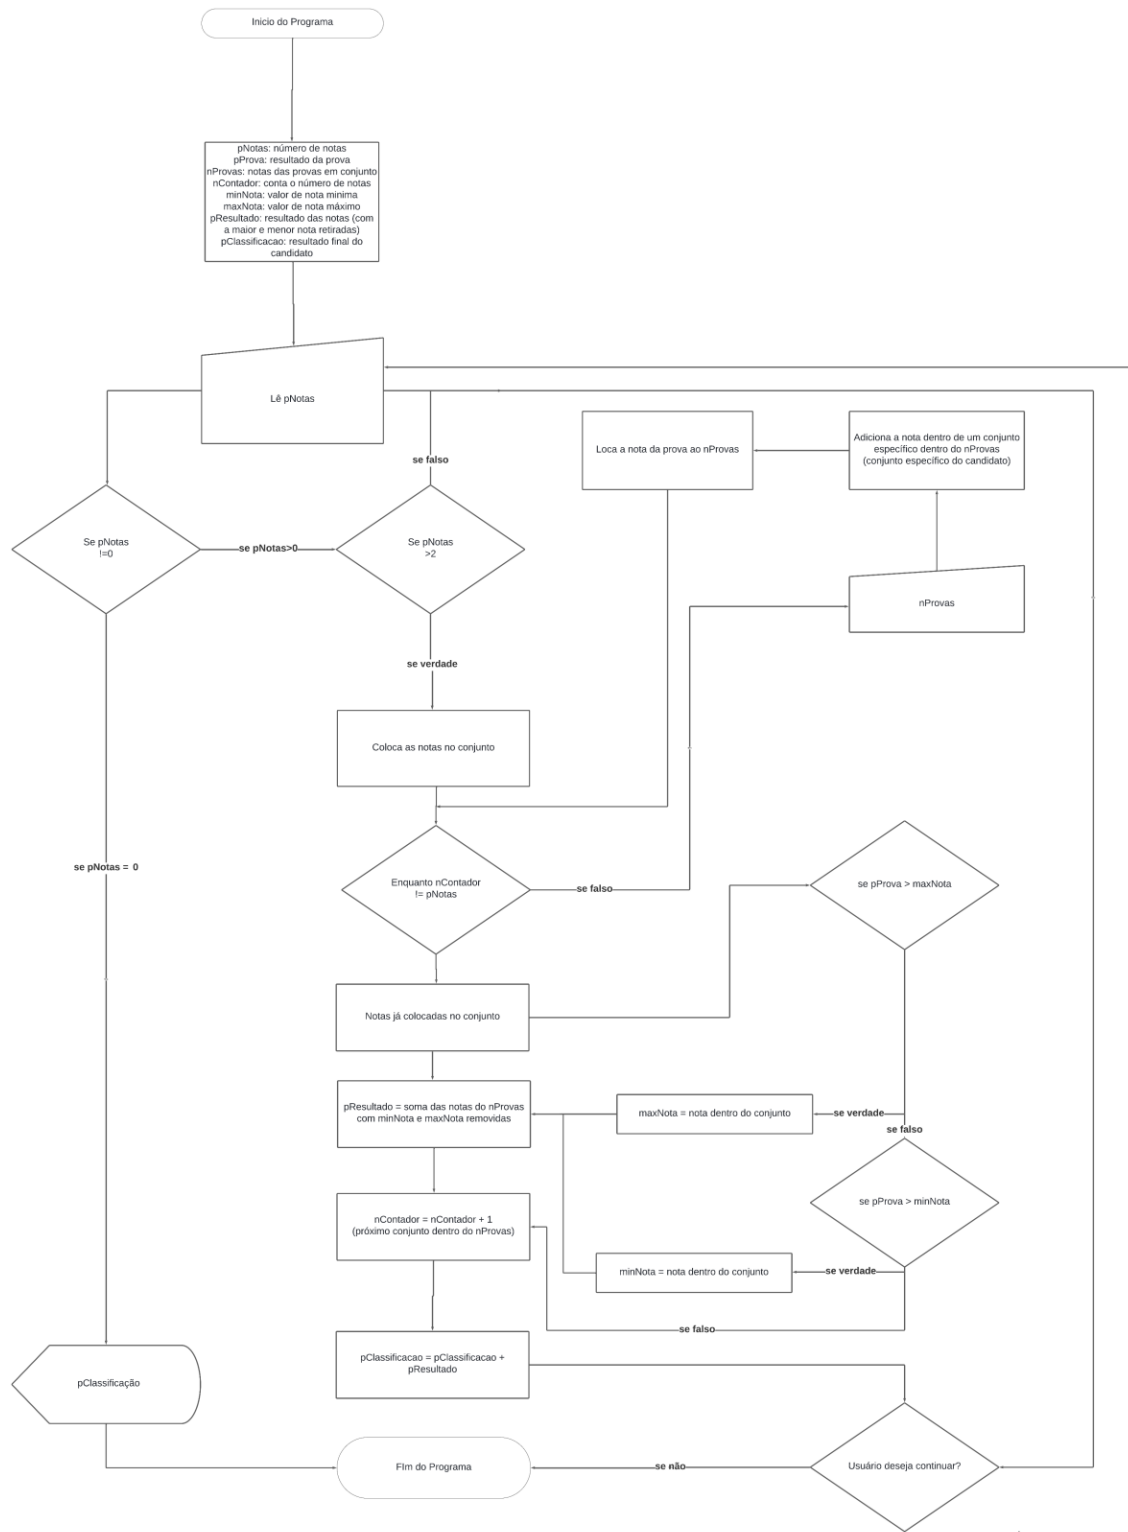 Inicio do Programa
pNotas: número de notas
pProva: resultado da prova
nProvas: notas das provas em conjunto
nContador: conta o número de notas
minNota: valor de nota minima
maxNota: valor de nota máximo
pResultado: resultado das notas (com
a maior e menor nota retiradas)
pClassificacao: resultado final do
candidato
Lê pNotas
se falso
Loca a nota da prova ao nProvas
Adiciona a nota dentro de um conjunto
específico dentro do nProvas
(conjunto específico do candidato)
Se pNotas
!=0
se pNotas>0
Se pNotas
>2
nProvas
se verdade
Coloca as notas no conjunto
se pNotas = 0
Enquanto nContador
!= pNotas
se falso
se pProva > maxNota
Notas já colocadas no conjunto
pResultado = soma das notas do nProvas
com minNota e maxNota removidas
maxNota = nota dentro do conjunto
se verdade
se falso
se pProva > minNota
nContador = nContador + 1
(próximo conjunto dentro do nProvas)
minNota = nota dentro do conjunto
se verdade
se falso
pClassificacao = pClassificacao +
pResultado
pClassificação
FIm do Programa
se não
Usuário deseja continuar?